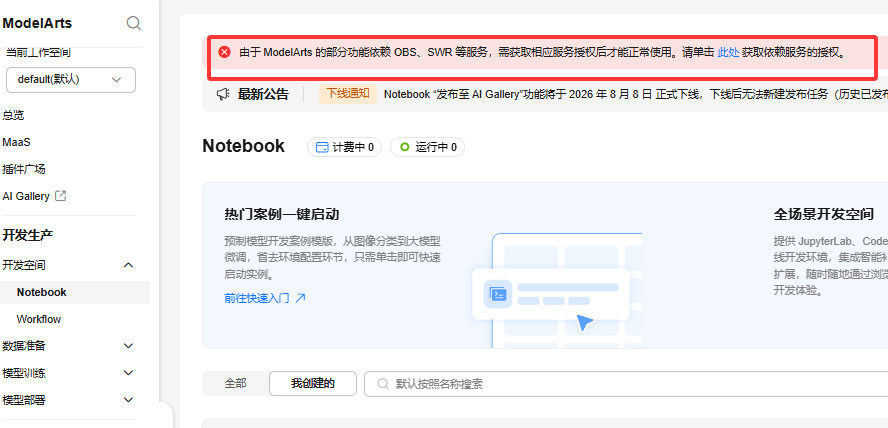 ModelArts
当前工作空间
default(默认)
总览
MaaS
插件广场
AI Gallery
开发生产
开发空间
Notebook
Workflow
数据准备
模型训练
模型部署
由于 ModelArts 的部分功能依赖 OBS、SWR 等服务，需获取相应服务授权后才能正常使用。请单击 此处 获取依赖服务的授权。
最新公告 下线通知 Notebook “发布至 AI Gallery”功能将于 2026 年 8 月 8 日 正式下线，下线后无法新建发布任务（历史已发
Notebook 计费中 0 运行中 0
热门案例一键启动
预制模型开发案例模版，从图像分类到大模型
微调，省去环境配置环节，只需单击即可快速
启动实例。
前往快速入门
全场景开发空间
提供 JupyterLab、Code
线开发环境，集成智能
扩展，随时随地通过浏览
开发体验。
全部 我创建的 默认按照名称搜索